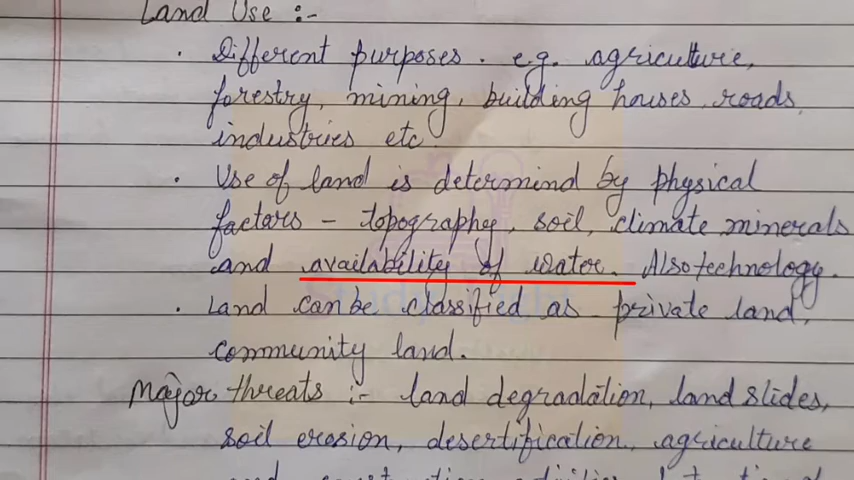 Land Use :-
. Different purposes. e.g. agriculture,
forestry, mining, building houses, roads,
industries etc
. Use of land is determind by physical
factars - topography, soil, climate minerals
and availability of water. Also technology.
. Land can be classified as private land,
community land.
Major threats :- land degradation, land slides,
soil erosion, desertification, agriculture
and